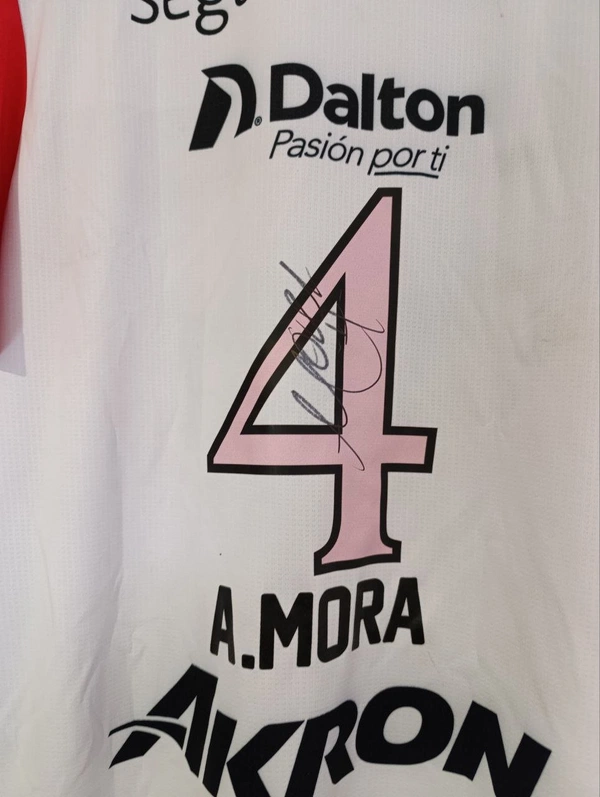 Dalton
Pasión por ti
4
A.MORA
AKRON